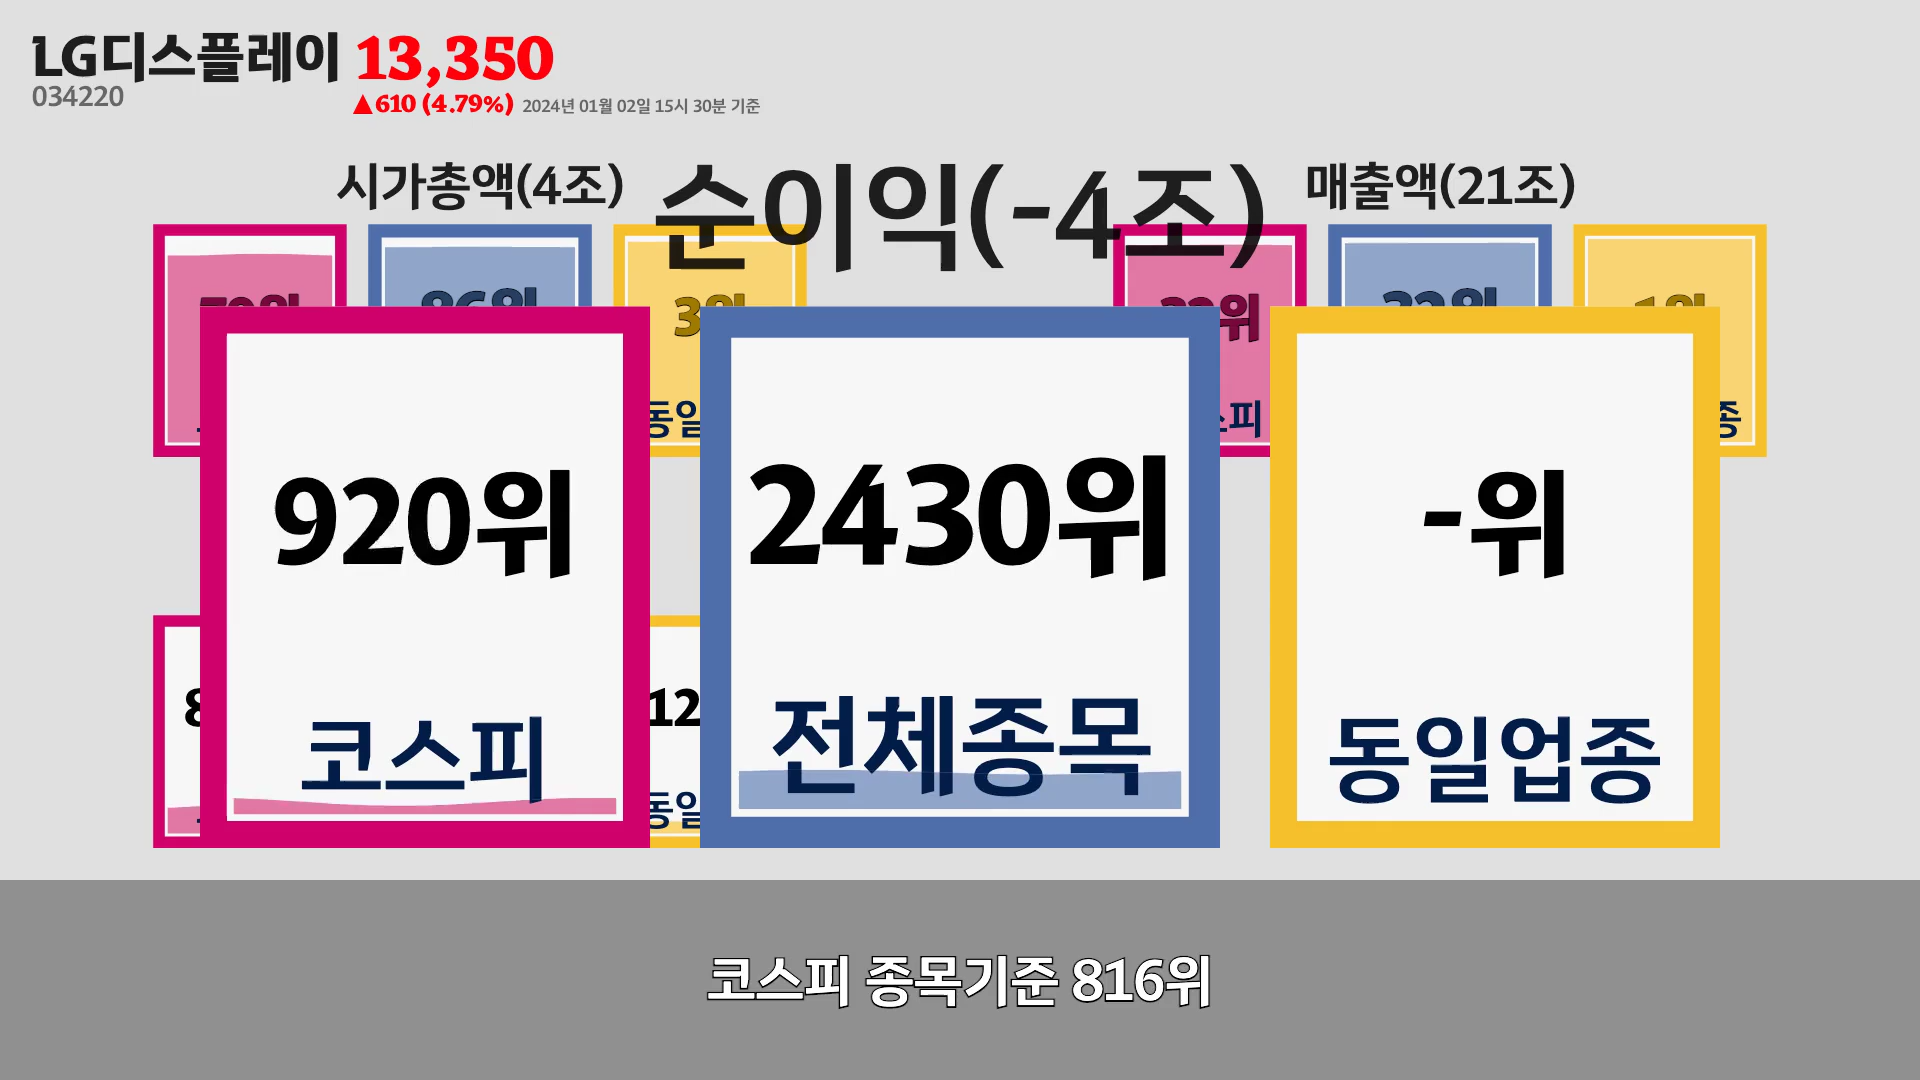 LG디스플레이 13,350
034220
▲610 (4.79%) 2024년 01월 02일 15시 30분 기준
시가총액(4조) 순이익(-4조) 매출액(21조)
3위
920위 2430위 -위
코스피 전체종목 동일업종
코스피 종목기준 816위